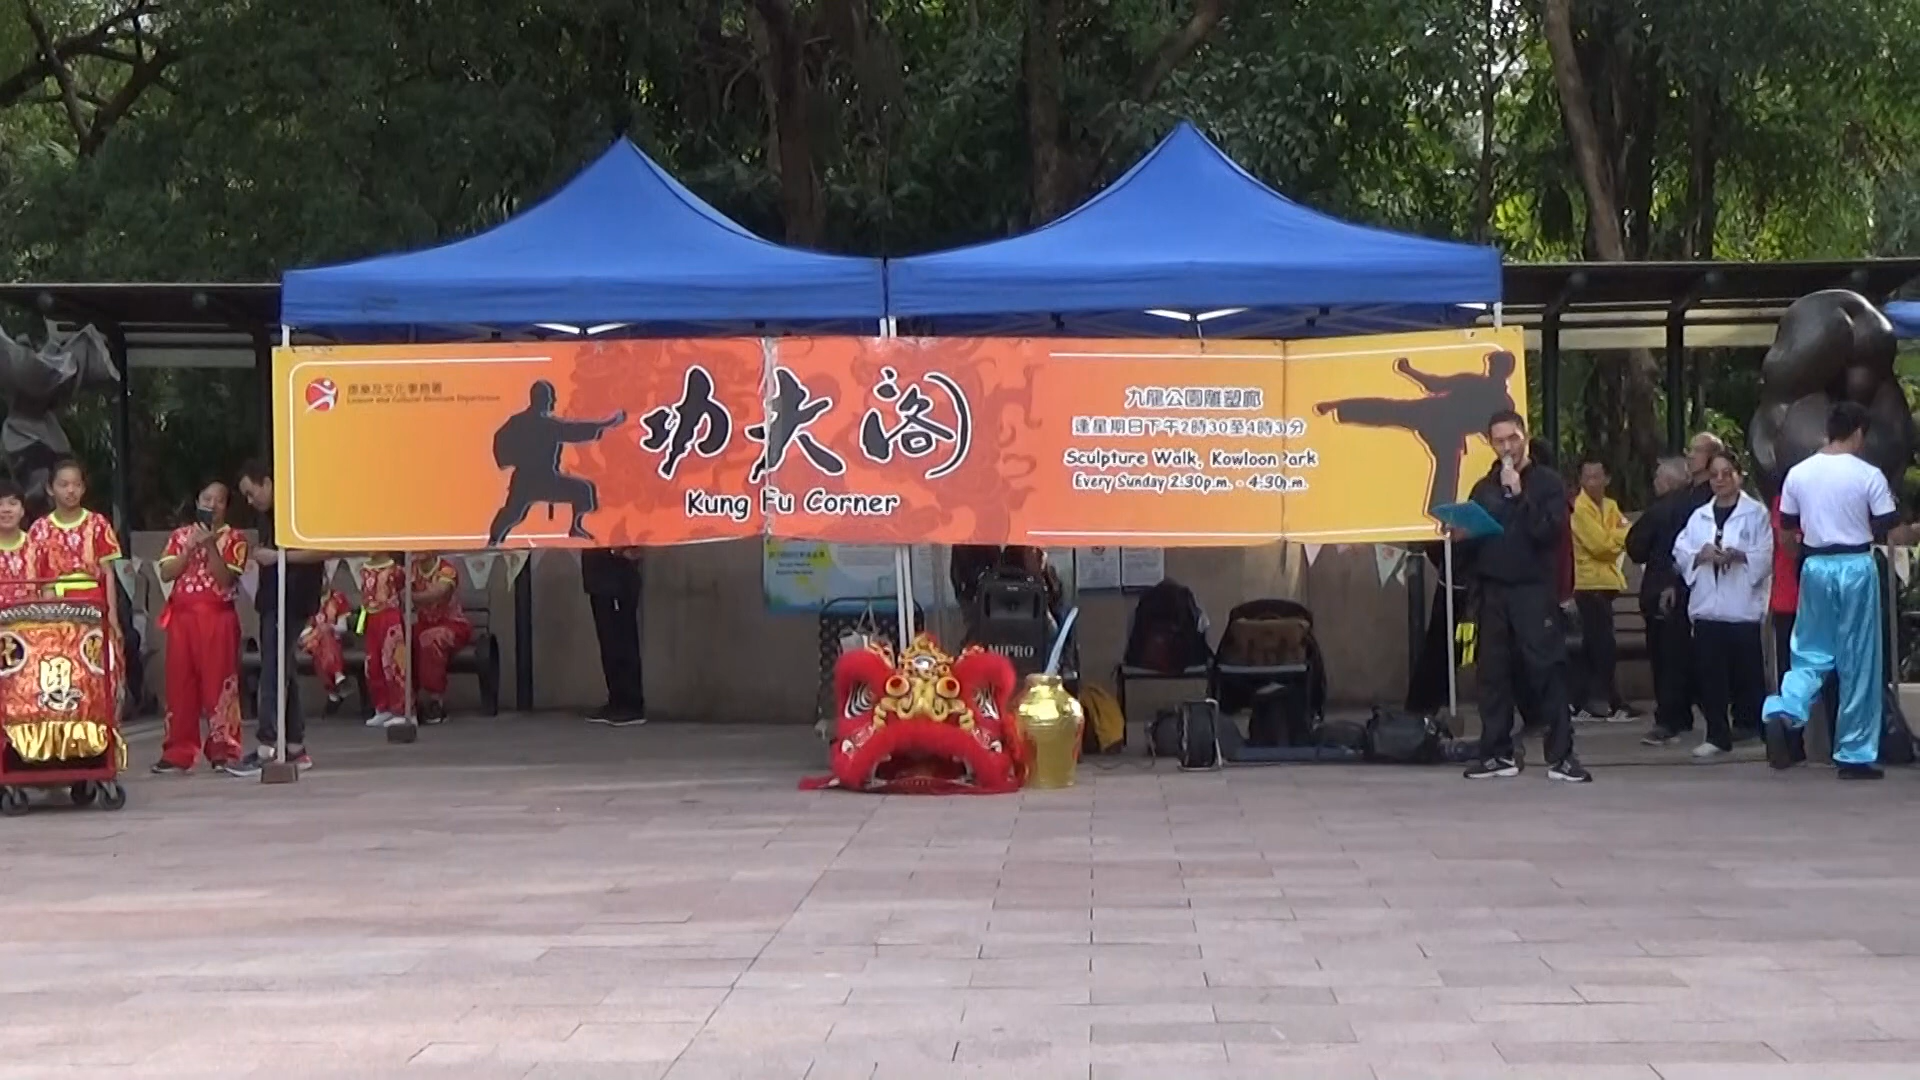 康樂及文化事務署
Leisure and Cultural Services Department
功夫閣
Kung Fu Corner
九龍公園雕塑廊
逢星期日下午2時30至4時3分
Sculpture Walk, Kowloon Park
Every Sunday 2:30p.m. - 4:30p.m.
MIPRO